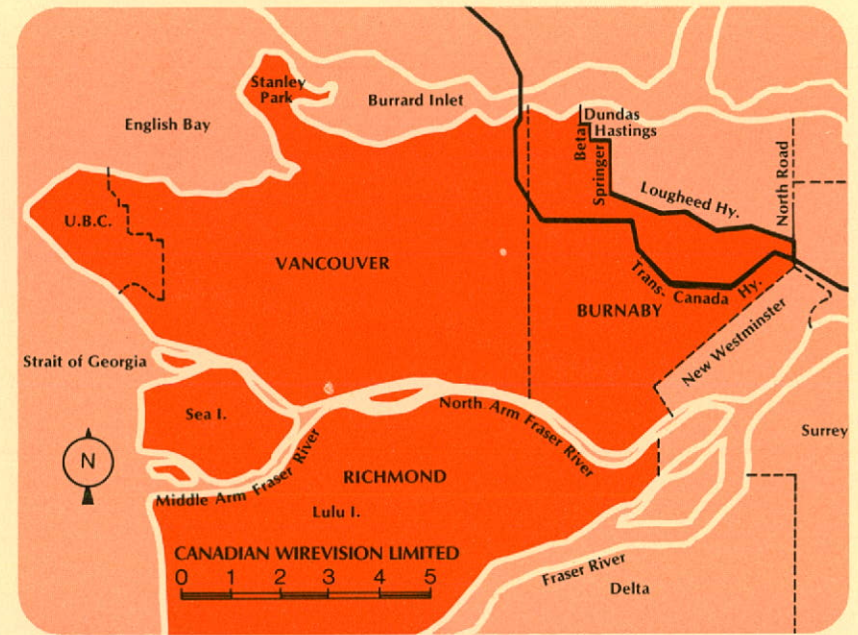 Stanley
Park
Burrard Inlet
English Bay
Dundas
Hastings
Beta
Springer
North Road
Lougheed Hy.
U.B.C.
VANCOUVER
Trans-
Canada
Hy.
BURNABY
New Westminster
Strait of Georgia
Sea I.
North Arm Fraser River
Surrey
N
Middle Arm Fraser River
RICHMOND
Lulu I.
CANADIAN WIREVISION LIMITED
0 1 2 3 4 5
Fraser River
Delta